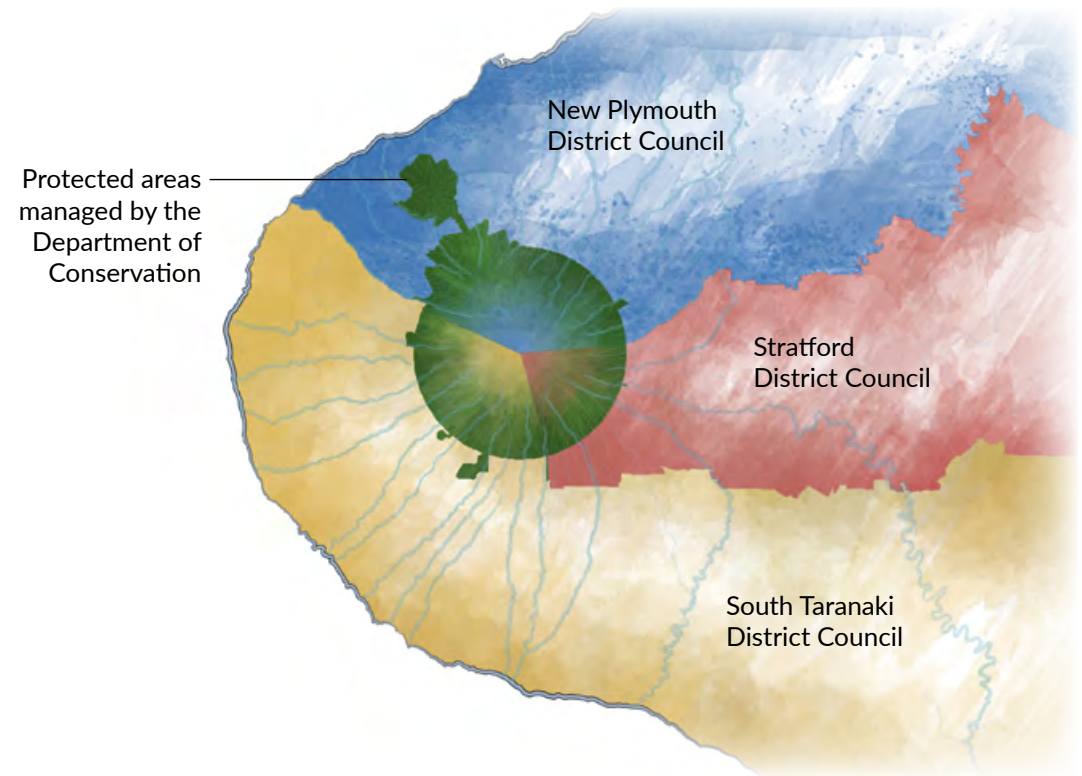 New Plymouth
District Council
Protected areas
managed by the
Department of
Conservation
Stratford
District Council
South Taranaki
District Council